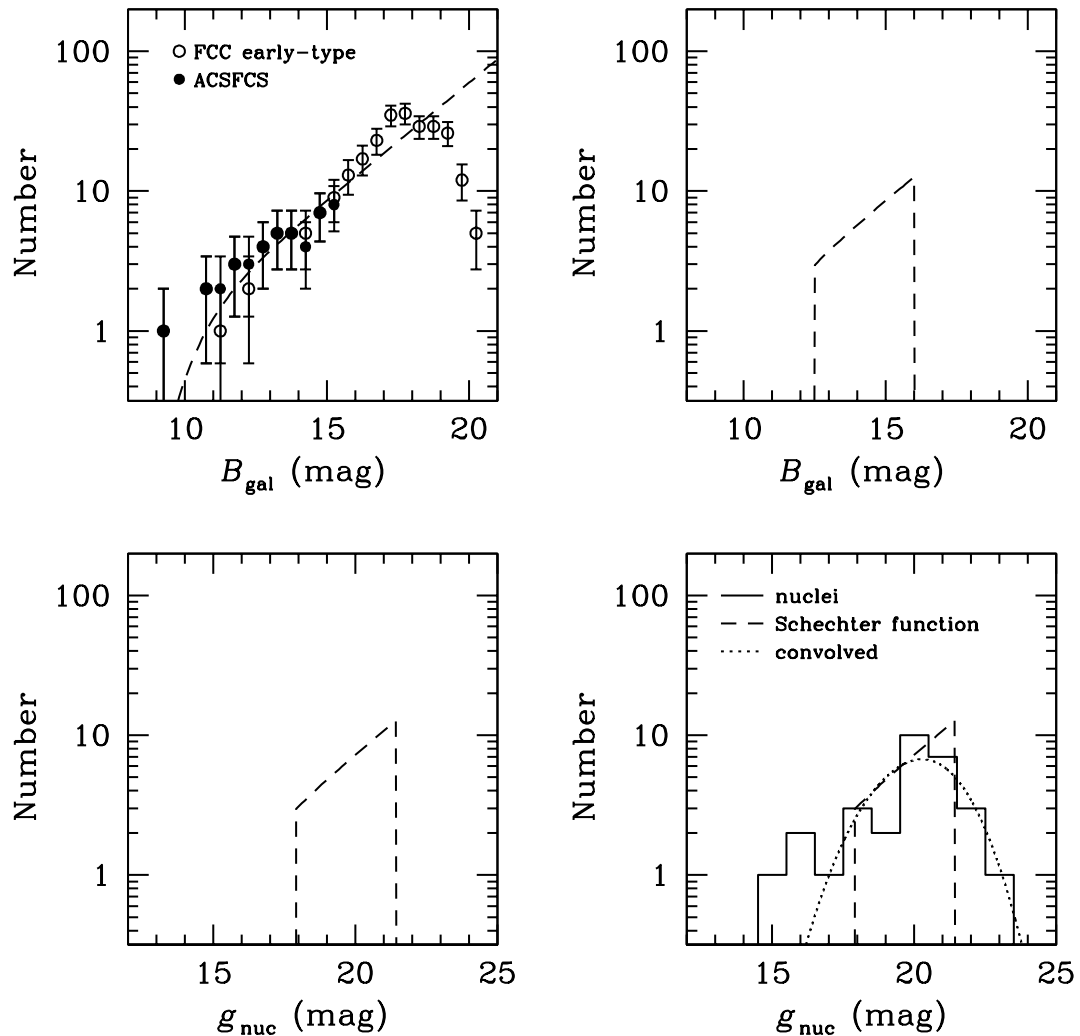 100
10
1
Number
FCC early-type
ACSFCS
10 15 20
B gal (mag)
100
10
1
Number
10 15 20
B gal (mag)
100
10
1
Number
15 20 25
g nuc (mag)
100
10
1
Number
nuclei
Schechter function
convolved
15 20 25
g nuc (mag)